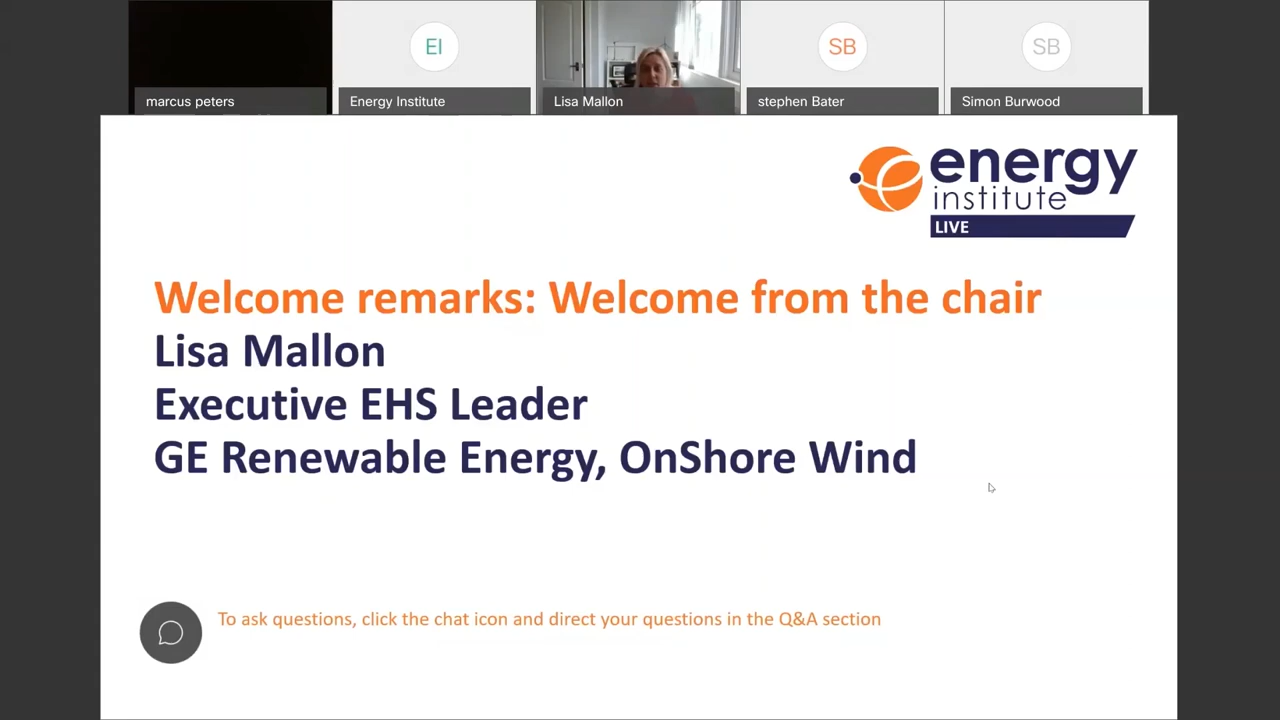 EI
SB
SB
marcus peters
Energy Institute
Lisa Mallon
stephen Bater
Simon Burwood
energy
institute
LIVE
Welcome remarks: Welcome from the chair
Lisa Mallon
Executive EHS Leader
GE Renewable Energy, OnShore Wind
To ask questions, click the chat icon and direct your questions in the Q&A section